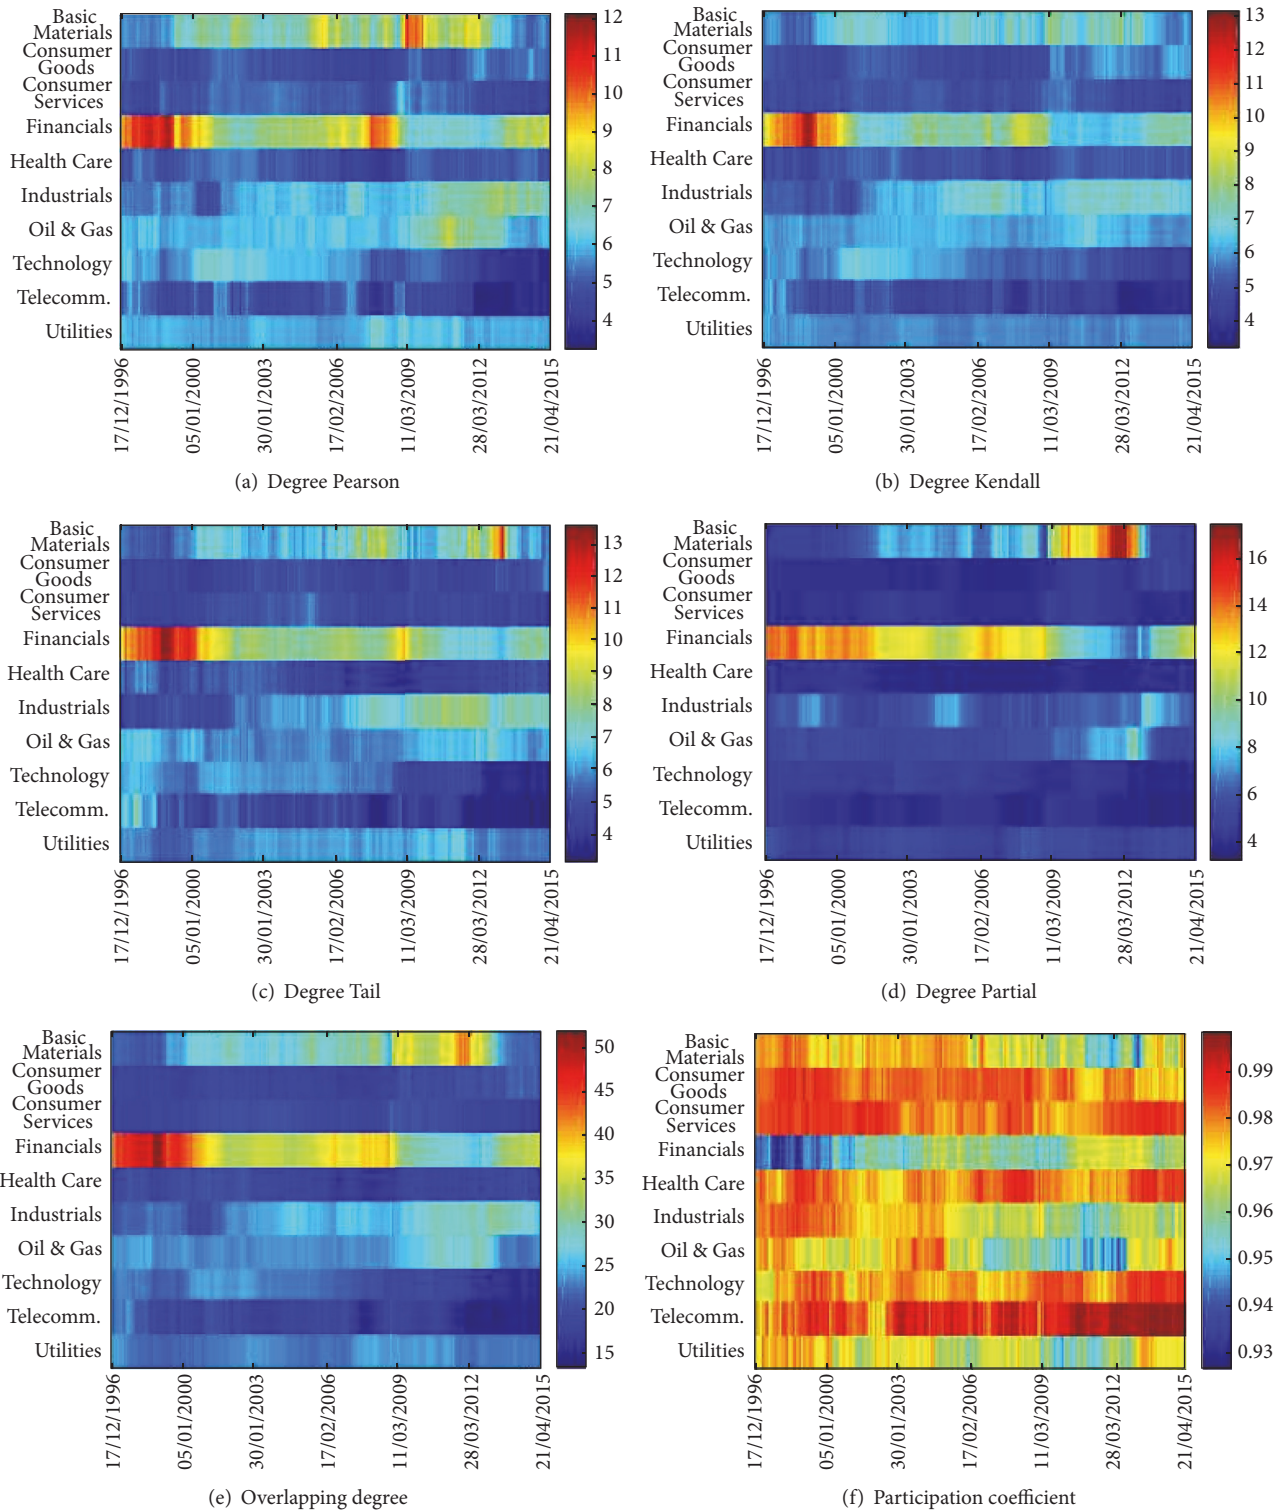 Basic
Materials
Consumer
Goods
Consumer
Services
Financials
Health Care
Industrials
Oil & Gas
Technology
Telecomm.
Utilities
12
11
10
9
8
7
6
5
4
17/12/1996
05/01/2000
30/01/2003
17/02/2006
11/03/2009
28/03/2012
21/04/2015
(a) Degree Pearson
Basic
Materials
Consumer
Goods
Consumer
Services
Financials
Health Care
Industrials
Oil & Gas
Technology
Telecomm.
Utilities
13
12
11
10
9
8
7
6
5
4
17/12/1996
05/01/2000
30/01/2003
17/02/2006
11/03/2009
28/03/2012
21/04/2015
(b) Degree Kendall
Basic
Materials
Consumer
Goods
Consumer
Services
Financials
Health Care
Industrials
Oil & Gas
Technology
Telecomm.
Utilities
13
12
11
10
9
8
7
6
5
4
17/12/1996
05/01/2000
30/01/2003
17/02/2006
11/03/2009
28/03/2012
21/04/2015
(c) Degree Tail
Basic
Materials
Consumer
Goods
Consumer
Services
Financials
Health Care
Industrials
Oil & Gas
Technology
Telecomm.
Utilities
16
14
12
10
8
6
4
17/12/1996
05/01/2000
30/01/2003
17/02/2006
11/03/2009
28/03/2012
21/04/2015
(d) Degree Partial
Basic
Materials
Consumer
Goods
Consumer
Services
Financials
Health Care
Industrials
Oil & Gas
Technology
Telecomm.
Utilities
50
45
40
35
30
25
20
15
17/12/1996
05/01/2000
30/01/2003
17/02/2006
11/03/2009
28/03/2012
21/04/2015
(e) Overlapping degree
Basic
Materials
Consumer
Goods
Consumer
Services
Financials
Health Care
Industrials
Oil & Gas
Technology
Telecomm.
Utilities
0.99
0.98
0.97
0.96
0.95
0.94
0.93
17/12/1996
05/01/2000
30/01/2003
17/02/2006
11/03/2009
28/03/2012
21/04/2015
(f) Participation coefficient